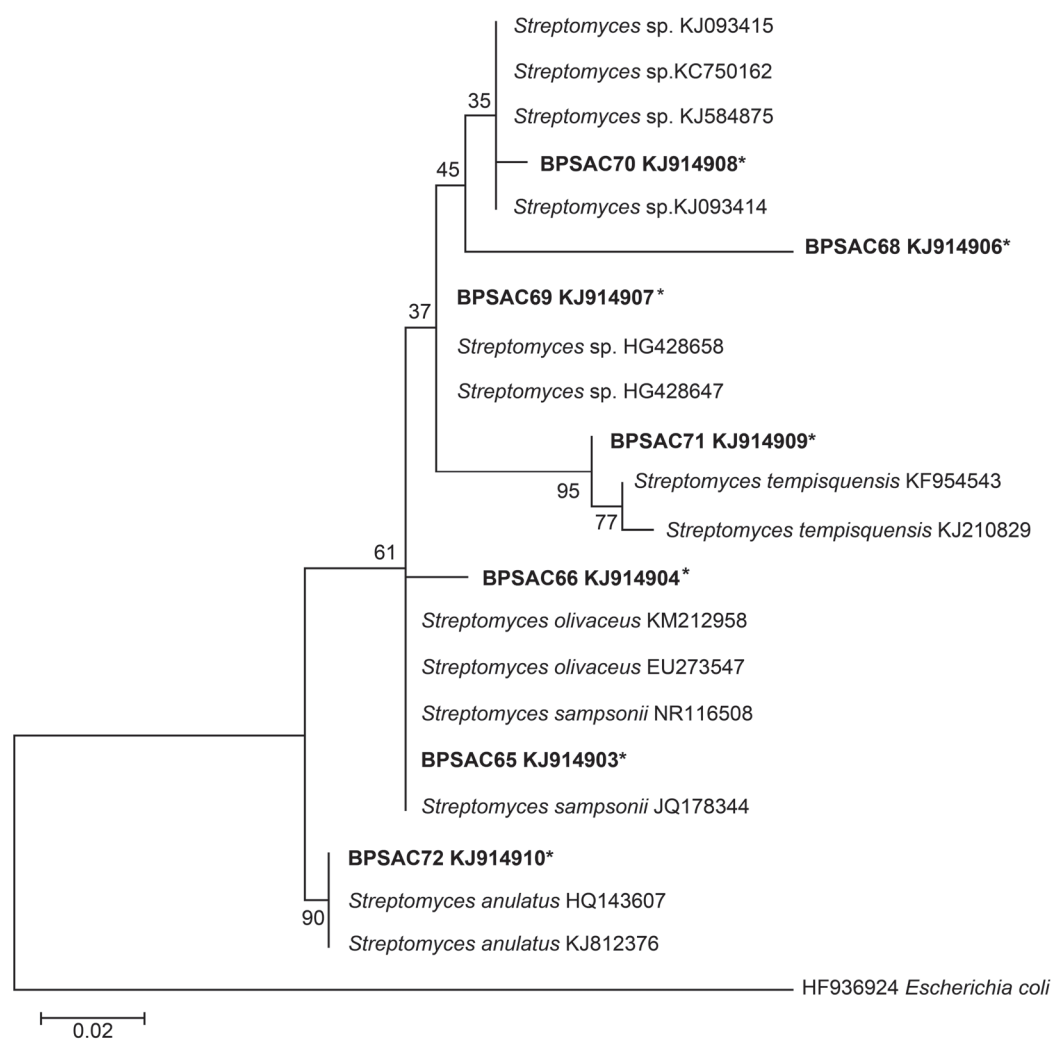 Streptomyces sp. KJ093415
Streptomyces sp.KC750162
35
Streptomyces sp. KJ584875
BPSAC70 KJ914908*
45
Streptomyces sp.KJ093414
BPSAC68 KJ914906*
BPSAC69 KJ914907*
37
Streptomyces sp. HG428658
Streptomyces sp. HG428647
BPSAC71 KJ914909*
Streptomyces tempisquensis KF954543
95
77
Streptomyces tempisquensis KJ210829
61
BPSAC66 KJ914904*
Streptomyces olivaceus KM212958
Streptomyces olivaceus EU273547
Streptomyces sampsonii NR116508
BPSAC65 KJ914903*
Streptomyces sampsonii JQ178344
BPSAC72 KJ914910*
Streptomyces anulatus HQ143607
90
Streptomyces anulatus KJ812376
HF936924 Escherichia coli
0.02